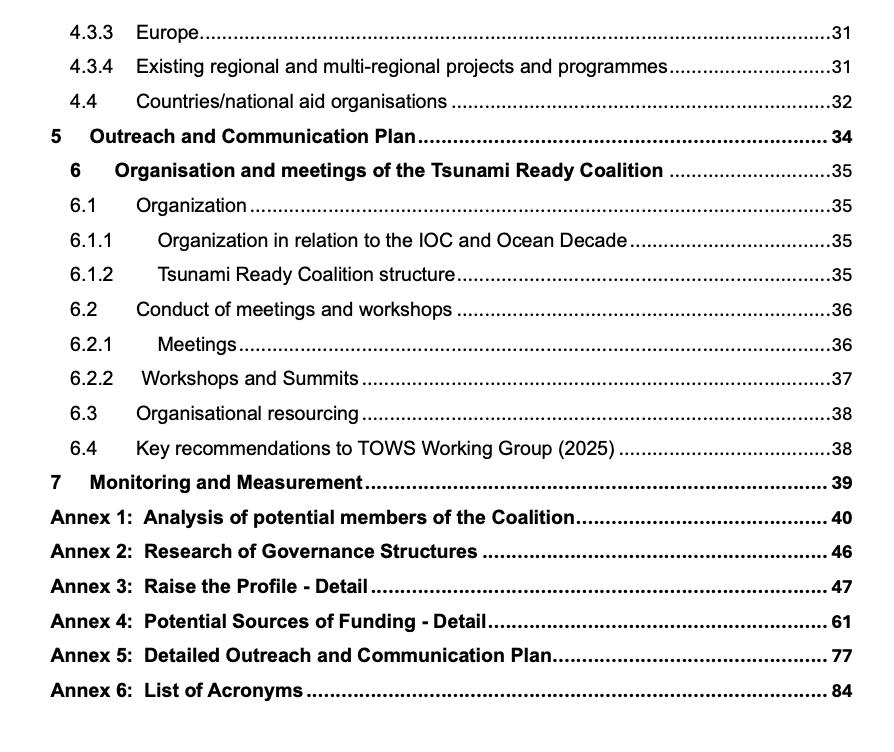 4.3.3 Europe.....31
4.3.4 Existing regional and multi-regional projects and programmes.....31
4.4 Countries/national aid organisations.....32
5 Outreach and Communication Plan.....34
6 Organisation and meetings of the Tsunami Ready Coalition.....35
6.1 Organization.....35
6.1.1 Organization in relation to the IOC and Ocean Decade.....35
6.1.2 Tsunami Ready Coalition structure.....35
6.2 Conduct of meetings and workshops.....36
6.2.1 Meetings.....36
6.2.2 Workshops and Summits.....37
6.3 Organisational resourcing.....38
6.4 Key recommendations to TOWS Working Group (2025).....38
7 Monitoring and Measurement.....39
Annex 1: Analysis of potential members of the Coalition.....40
Annex 2: Research of Governance Structures.....46
Annex 3: Raise the Profile - Detail.....47
Annex 4: Potential Sources of Funding - Detail.....61
Annex 5: Detailed Outreach and Communication Plan.....77
Annex 6: List of Acronyms.....84